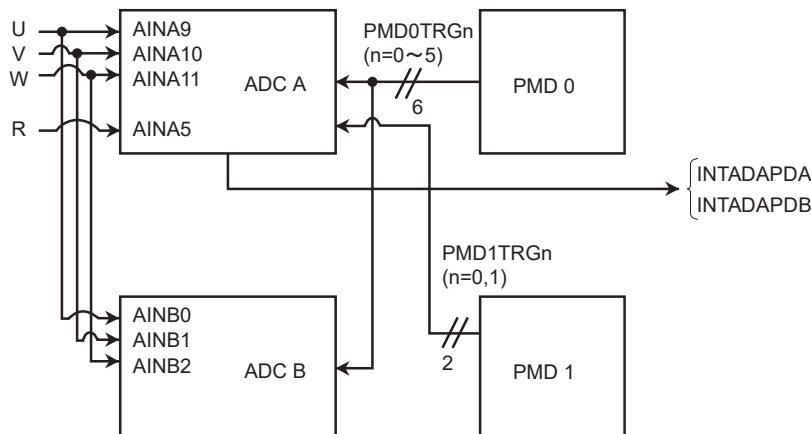 U
V
W
R
AINA9
AINA10
AINA11
AINA5
ADC A
PMD0TRGn
(n=0～5)
6
PMD 0
INTADAPDA
INTADAPDB
PMD1TRGn
(n=0,1)
2
AINB0
AINB1
AINB2
ADC B
PMD 1